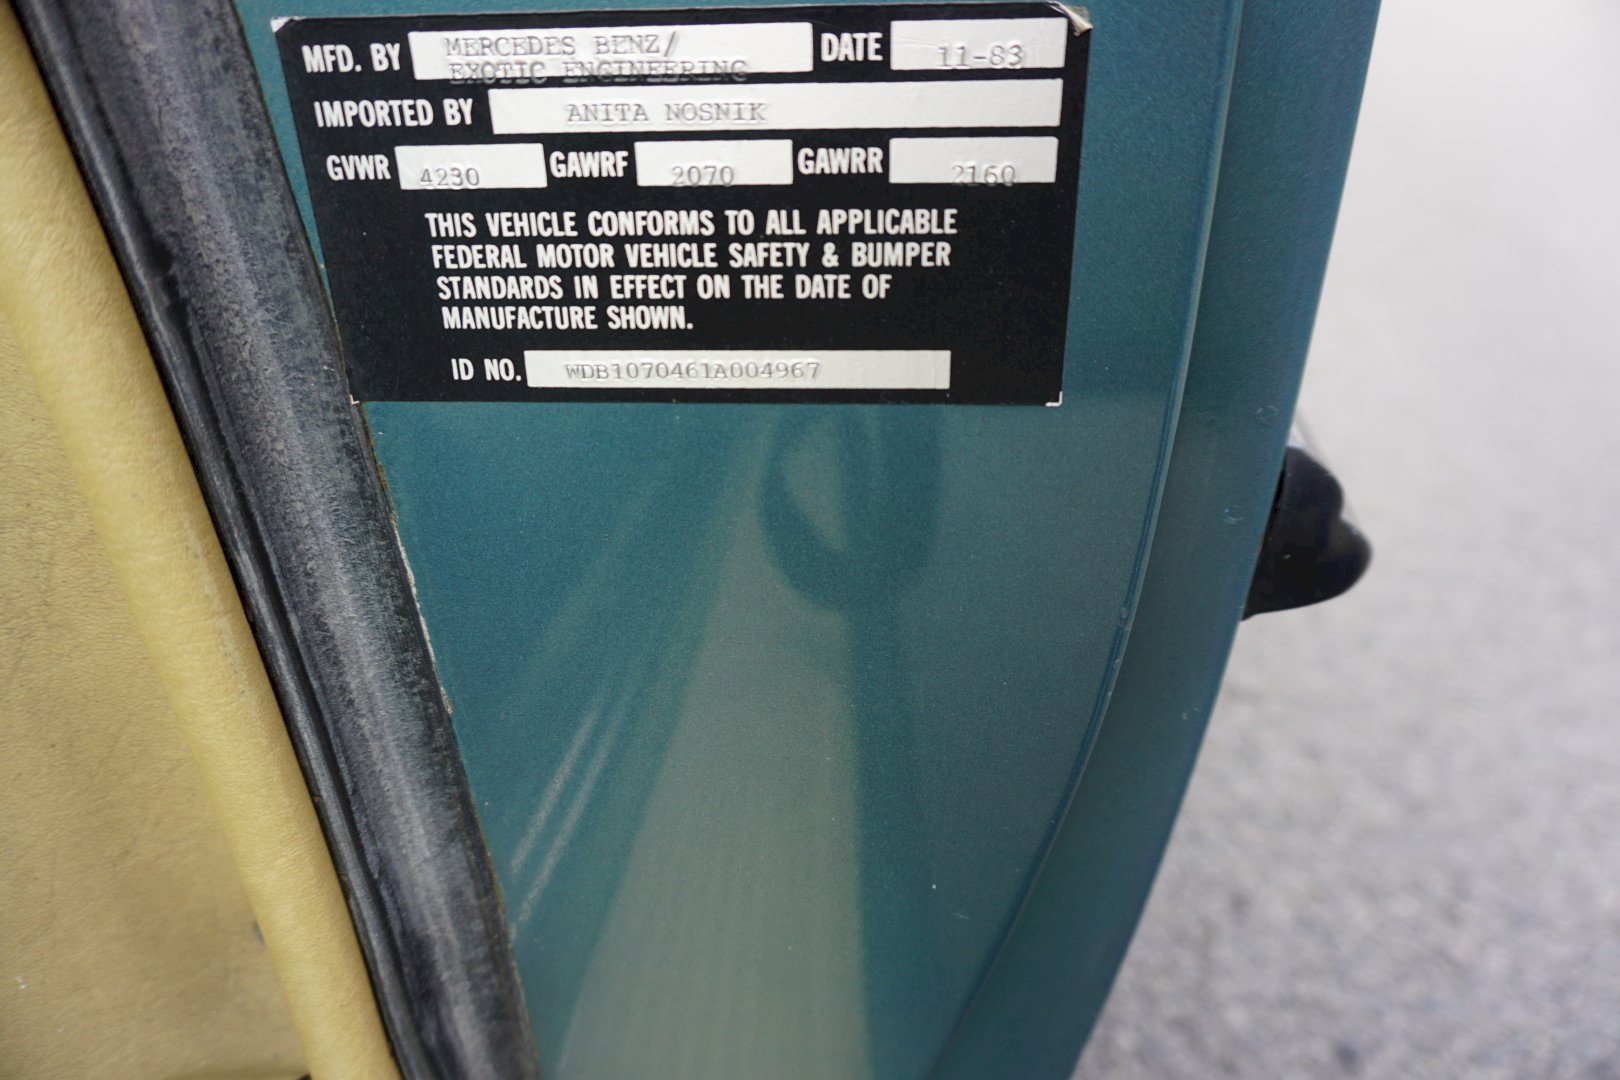 MFD. BY MERCEDES BENZ/ DATE 11-83
EXOTIC ENGINEERING
IMPORTED BY ANITA NOSNIK
GVWR 4230 GAWRF 2070 GAWRR 2160
THIS VEHICLE CONFORMS TO ALL APPLICABLE
FEDERAL MOTOR VEHICLE SAFETY & BUMPER
STANDARDS IN EFFECT ON THE DATE OF
MANUFACTURE SHOWN.
ID NO. WDB1070461A004967